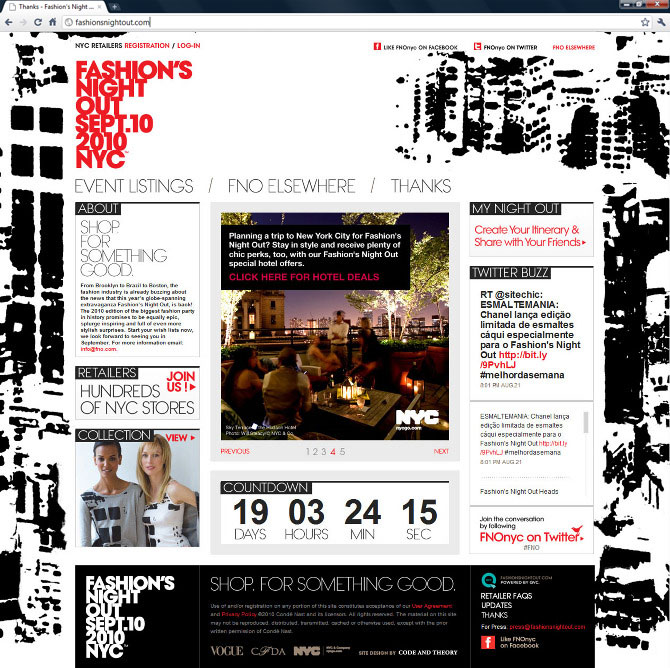 Thanks - Fashion's Night ...
fashionsnightout.com
NYC RETAILERS REGISTRATION / LOG-IN
LIKE FNOnyc ON FACEBOOK
FNOnyc ON TWITTER
FNO ELSEWHERE
FASHION'S
NIGHT
OUT
SEPT.10
2010
NYC
EVENT LISTINGS / FNO ELSEWHERE / THANKS
ABOUT
SHOP.
FOR
SOMETHING
GOOD.
From Brooklyn to Brazil to Boston, the
fashion industry is already buzzing about
the news that this year's globe-spanning
extravaganza Fashion's Night Out, is back!
The 2010 edition of the biggest fashion party
in history promises to be equally epic,
splurge inspiring and full of even more
stylish surprises. Start your wish lists now,
we look forward to seeing you in
September. For more information email:
info@fno.com.
RETAILERS
JOIN
US!
HUNDREDS
OF NYC STORES
COLLECTION
VIEW
Planning a trip to New York City for Fashion's
Night Out? Stay in style and receive plenty of
chic perks, too, with our Fashion's Night Out
special hotel offers.
CLICK HERE FOR HOTEL DEALS
Sky Terrace, The Hudson Hotel
Photo: Will Steacy/ NYC & Co.
NYC
nycgo.com
PREVIOUS
1 2 3 4 5
NEXT
COUNTDOWN
19 03 24 15
DAYS HOURS MIN SEC
MY NIGHT OUT
Create Your Itinerary &
Share with Your Friends
TWITTER BUZZ
RT @sitechic:
ESMALTEMANIA:
Chanel lança edição
limitada de esmaltes
cáqui especialmente
para o Fashion's Night
Out http://bit.ly
/9PvhLJ
#melhordasemana
8:01 PM AUG 21
ESMALTEMANIA: Chanel lança
edição limitada de esmaltes
cáqui especialmente para o
Fashion's Night Out http://bit.ly
/9PvhLJ #melhordasemana
8:01 PM AUG 21
Fashion's Night Out Heads
Join the conversation
by following
FNOnyc on Twitter
#FNO
FASHION'S
NIGHT
OUT
SEPT.10
2010
NYC
SHOP. FOR SOMETHING GOOD.
Use of and/or registration on any portion of this site constitutes acceptance of our User Agreement
and Privacy Policy ©2010 Condé Nast and its licensors. All rights reserved. The material on this site
may not be reproduced, distributed, transmitted, cached or otherwise used, except with the prior
written permission of Condé Nast.
VOGUE
CFDA
NYC
NYC & Company
nycgo.com
SITE DESIGN BY CODE AND THEORY
FASHIONSNIGHTOUT.COM
POWERED BY QVC.
RETAILER FAQS
UPDATES
THANKS
For Press: press@fashionsnightout.com
Like FNOnyc
on Facebook